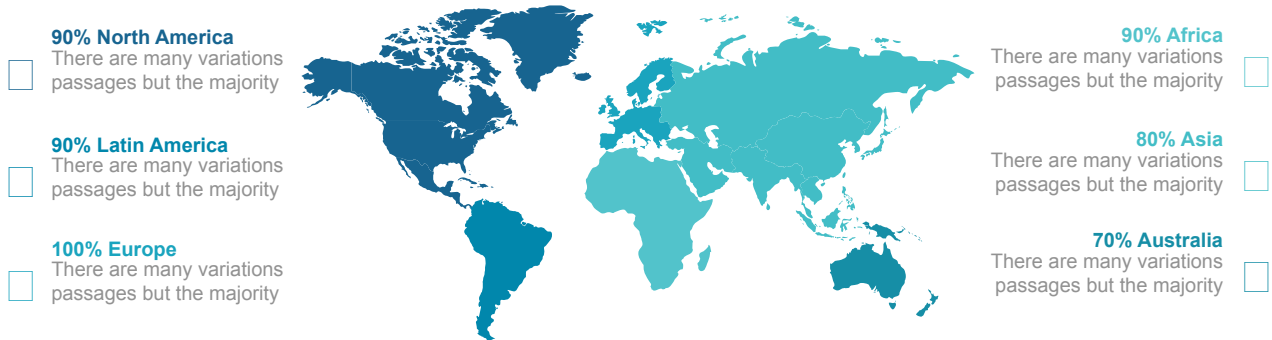 90% North America
There are many variations
passages but the majority
90% Latin America
There are many variations
passages but the majority
100% Europe
There are many variations
passages but the majority
90% Africa
There are many variations
passages but the majority
80% Asia
There are many variations
passages but the majority
70% Australia
There are many variations
passages but the majority